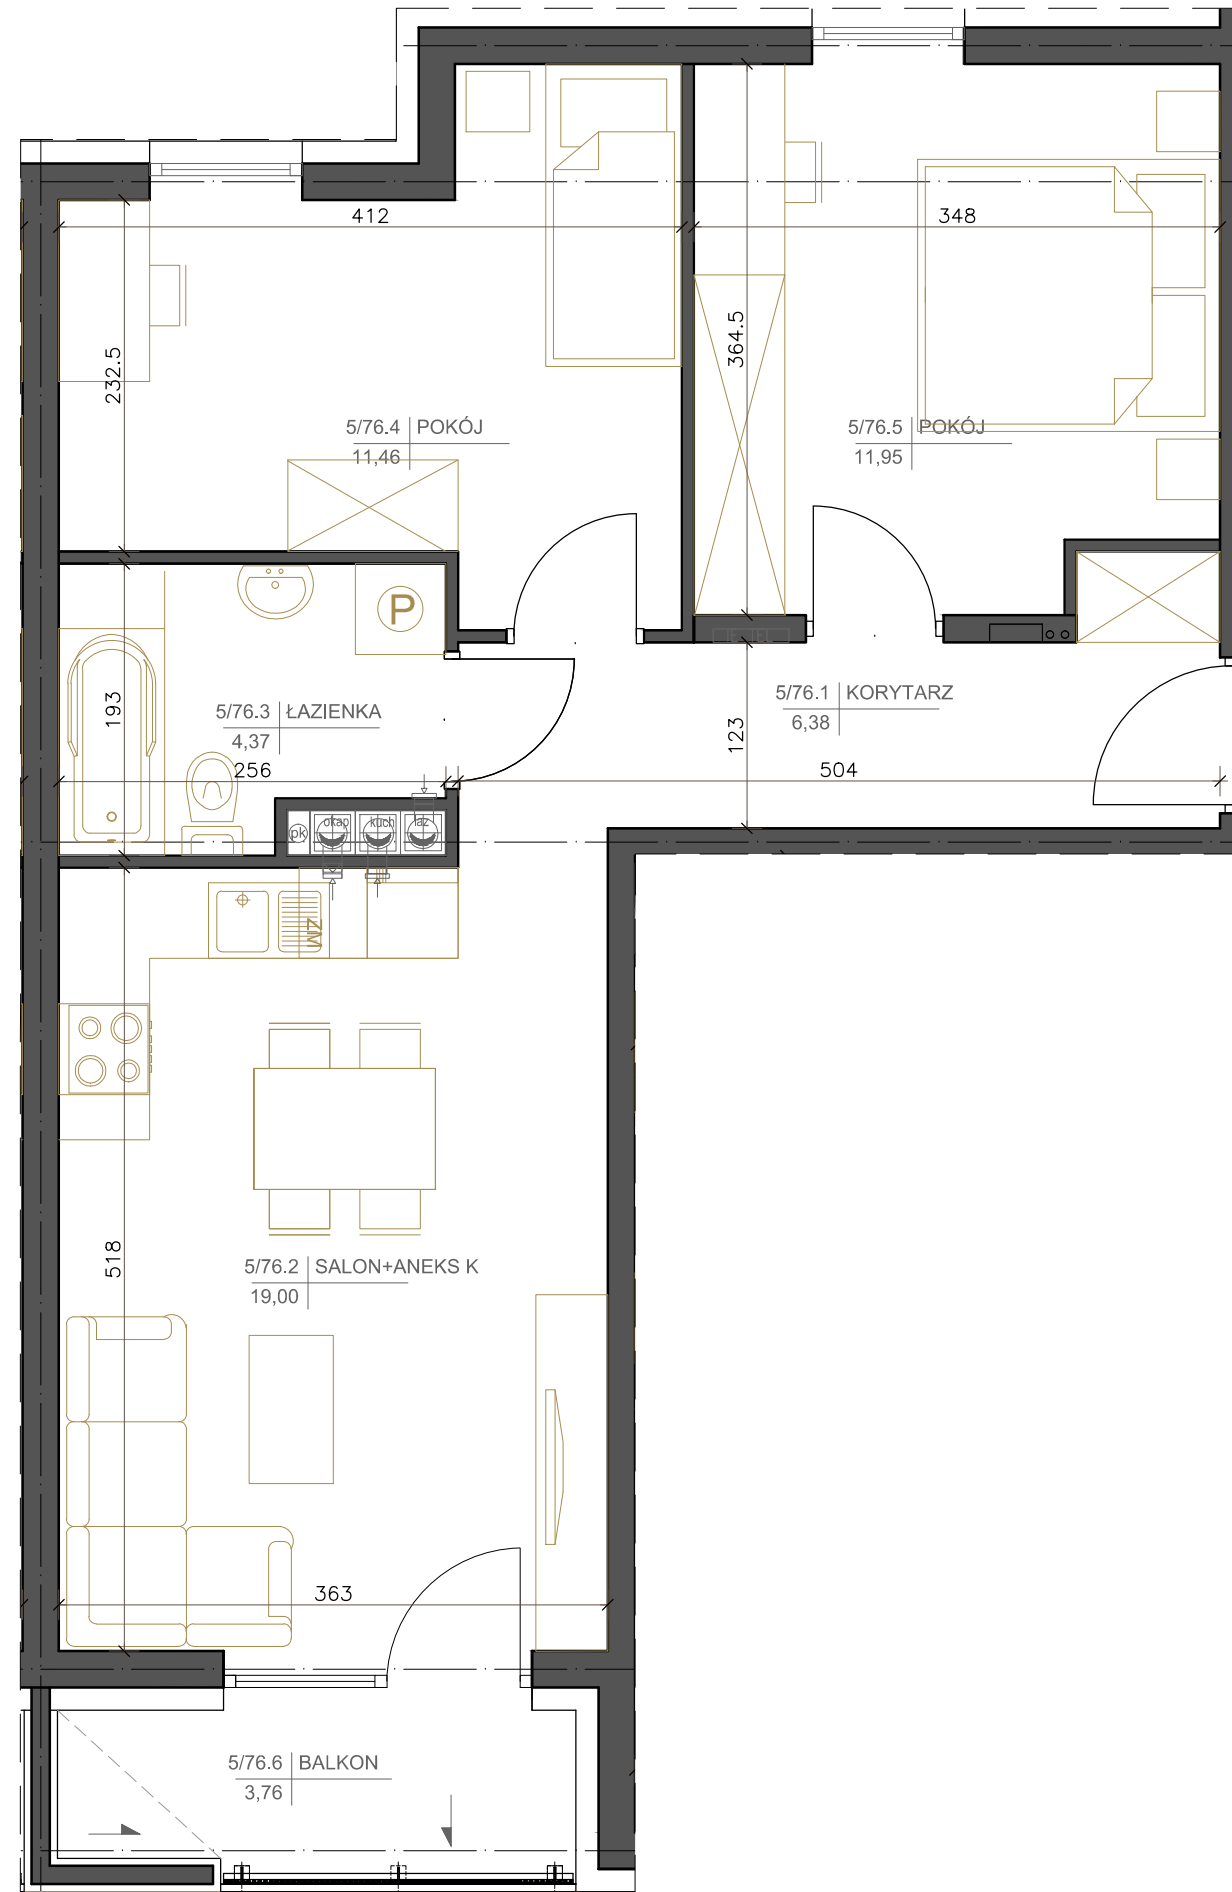 412
348
232.5
364.5
5/76.4 POKÓJ
11,46
5/76.5 POKÓJ
11,95
P
193
5/76.3 ŁAZIENKA
4,37
256
5/76.1 KORYTARZ
6,38
123
504
pk
okap
kuch
łaz
ZM
518
5/76.2 SALON+ANEKS K
19,00
363
5/76.6 BALKON
3,76